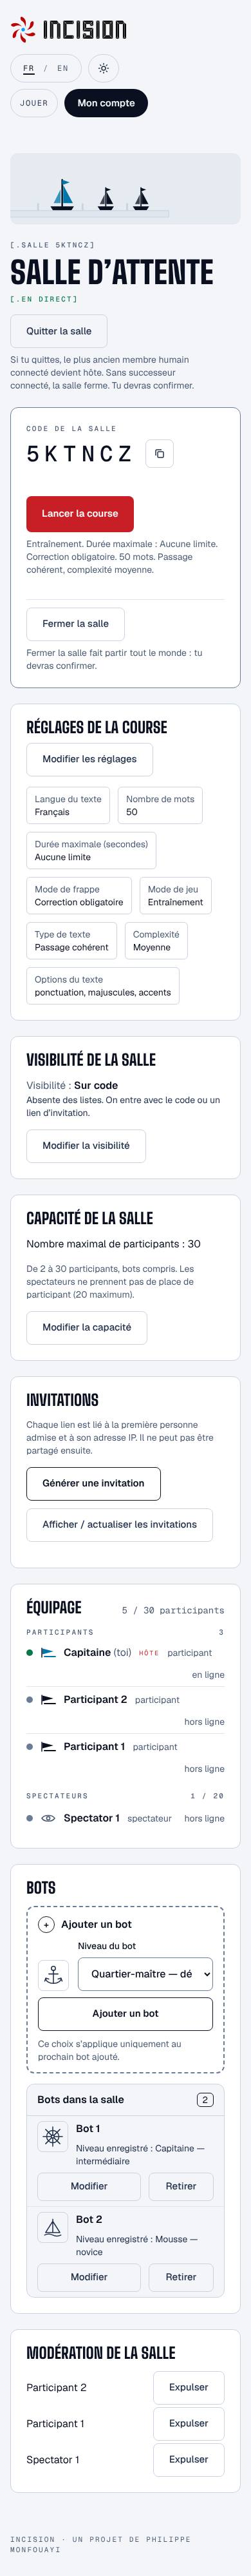 INCISION
FR / EN
JOUER
Mon compte
[.SALLE 5KTNCZ]
SALLE D'ATTENTE
[.EN DIRECT]
Quitter la salle
Si tu quittes, le plus ancien membre humain
connecté devient hôte. Sans successeur
connecté, la salle ferme. Tu devras confirmer.
CODE DE LA SALLE
5KTNCZ
Lancer la course
Entraînement. Durée maximale : Aucune limite.
Correction obligatoire. 50 mots. Passage
cohérent, complexité moyenne.
Fermer la salle
Fermer la salle fait partir tout le monde : tu
devras confirmer.
RÉGLAGES DE LA COURSE
Modifier les réglages
Langue du texte
Français
Nombre de mots
50
Durée maximale (secondes)
Aucune limite
Mode de frappe
Correction obligatoire
Mode de jeu
Entraînement
Type de texte
Passage cohérent
Complexité
Moyenne
Options du texte
ponctuation, majuscules, accents
VISIBILITÉ DE LA SALLE
Visibilité : Sur code
Absente des listes. On entre avec le code ou un
lien d'invitation.
Modifier la visibilité
CAPACITÉ DE LA SALLE
Nombre maximal de participants : 30
De 2 à 30 participants, bots compris. Les
spectateurs ne prennent pas de place de
participant (20 maximum).
Modifier la capacité
INVITATIONS
Chaque lien est lié à la première personne
admise et à son adresse IP. Il ne peut pas être
partagé ensuite.
Générer une invitation
Afficher / actualiser les invitations
ÉQUIPAGE
5 / 30 participants
PARTICIPANTS 3
Capitaine (toi) HÔTE participant
en ligne
Participant 2 participant
hors ligne
Participant 1 participant
hors ligne
SPECTATEURS 1 / 20
Spectator 1 spectateur hors ligne
BOTS
+ Ajouter un bot
Niveau du bot
Quartier-maître — dé
Ajouter un bot
Ce choix s'applique uniquement au
prochain bot ajouté.
Bots dans la salle 2
Bot 1
Niveau enregistré : Capitaine —
intermédiaire
Modifier Retirer
Bot 2
Niveau enregistré : Mousse —
novice
Modifier Retirer
MODÉRATION DE LA SALLE
Participant 2 Expulser
Participant 1 Expulser
Spectator 1 Expulser
INCISION · UN PROJET DE PHILIPPE
MONFOUAYI